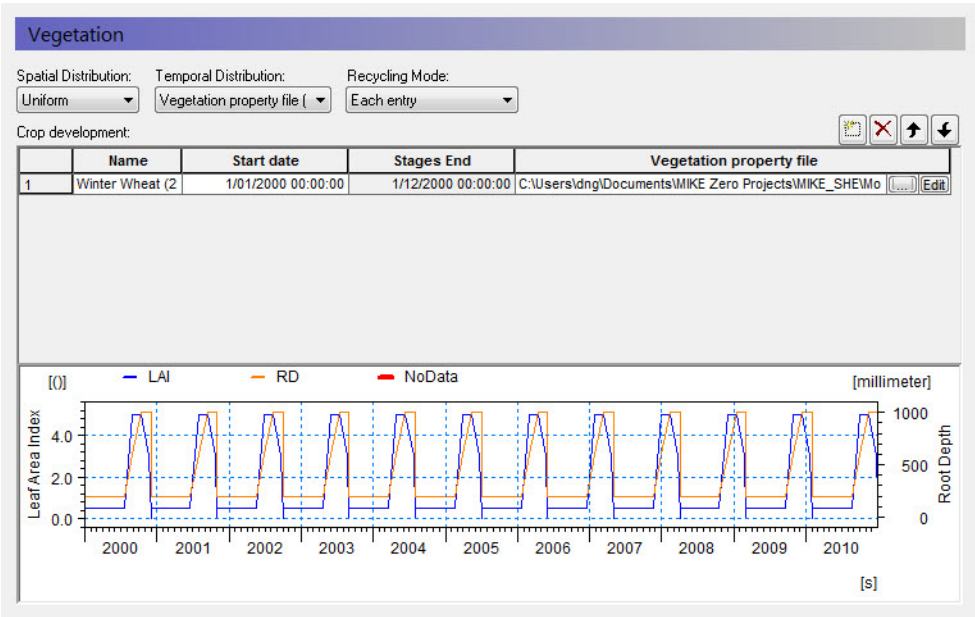 Vegetation
Spatial Distribution: Temporal Distribution: Recycling Mode:
Uniform Vegetation property file ( Each entry
Crop development:
Name Start date Stages End Vegetation property file
1 Winter Wheat (2 1/01/2000 00:00:00 1/12/2000 00:00:00 C:\Users\dng\Documents\MIKE Zero Projects\MIKE_SHE\Mo ... Edit
[()] LAI RD NoData [millimeter]
Leaf Area Index
4.0
2.0
0.0
1000
500
0
Root Depth
2000 2001 2002 2003 2004 2005 2006 2007 2008 2009 2010
[s]